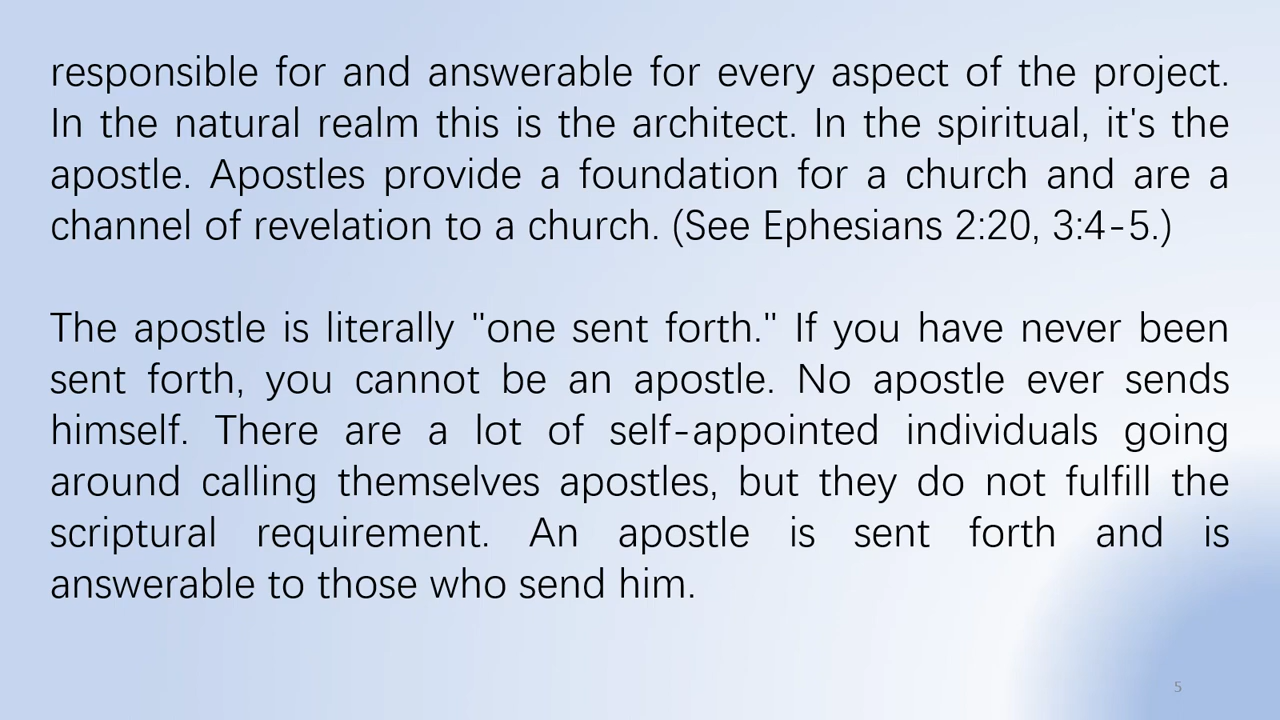 responsible for and answerable for every aspect of the project.
In the natural realm this is the architect. In the spiritual, it's the
apostle. Apostles provide a foundation for a church and are a
channel of revelation to a church. (See Ephesians 2:20, 3:4-5.)
The apostle is literally "one sent forth." If you have never been
sent forth, you cannot be an apostle. No apostle ever sends
himself. There are a lot of self-appointed individuals going
around calling themselves apostles, but they do not fulfill the
scriptural requirement. An apostle is sent forth and is
answerable to those who send him.
5